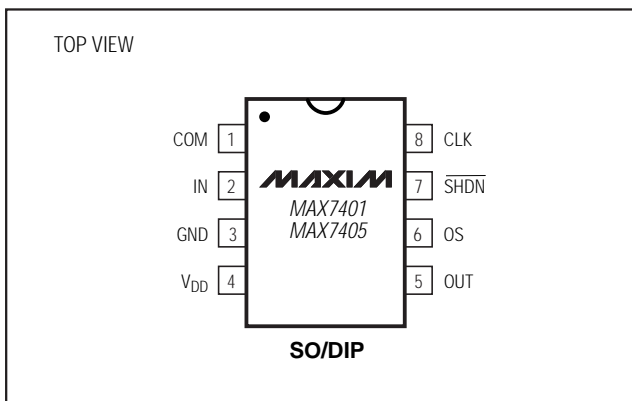 TOP VIEW
COM 1
8 CLK
IN 2
MAXIM
7 SHDN
MAX7401
MAX7405
GND 3
6 OS
VDD 4
5 OUT
SO/DIP